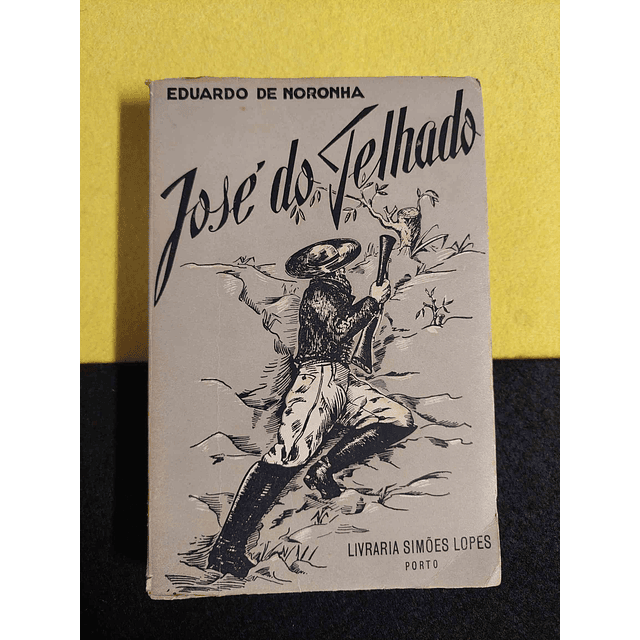 EDUARDO DE NORONHA
José do Telhado
LIVRARIA SIMÕES LOPES
PORTO